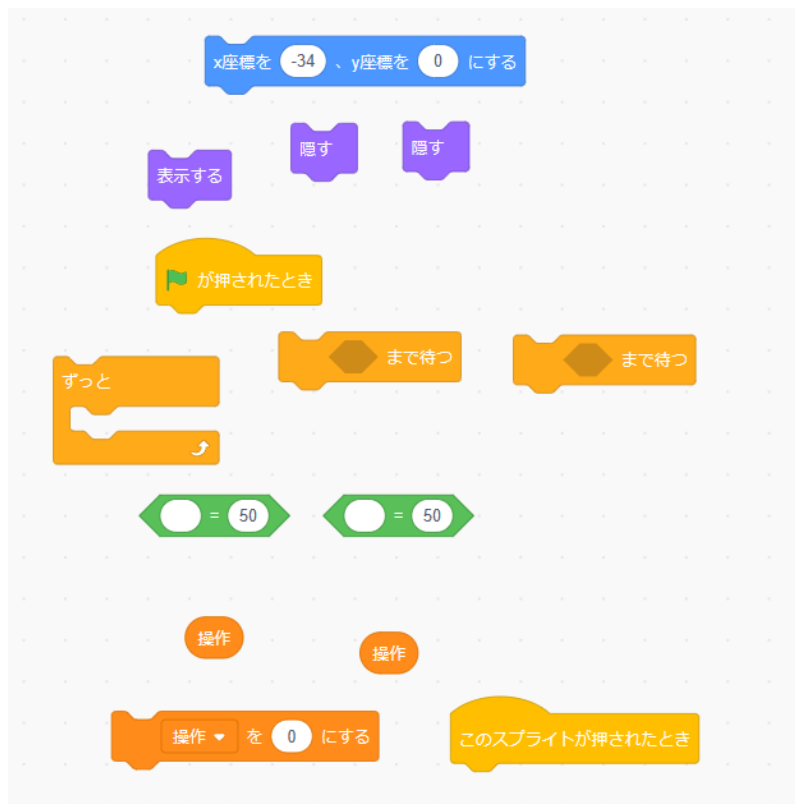 x座標を -34 、y座標を 0 にする
隠す 隠す
表示する
が押されたとき
まで待つ まで待つ
ずっと
= 50 = 50
操作 操作
操作 を 0 にする
このスプライトが押されたとき